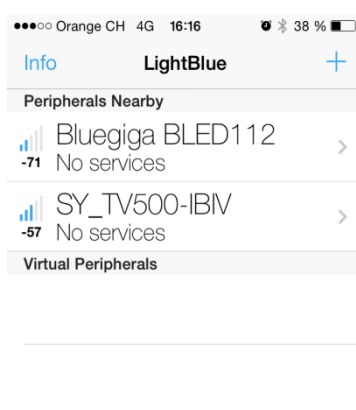 Orange CH 4G 16:16 38 %
Info LightBlue +
Peripherals Nearby
Bluegiga BLED112
-71 No services
SY_TV500-IBIV
-57 No services
Virtual Peripherals